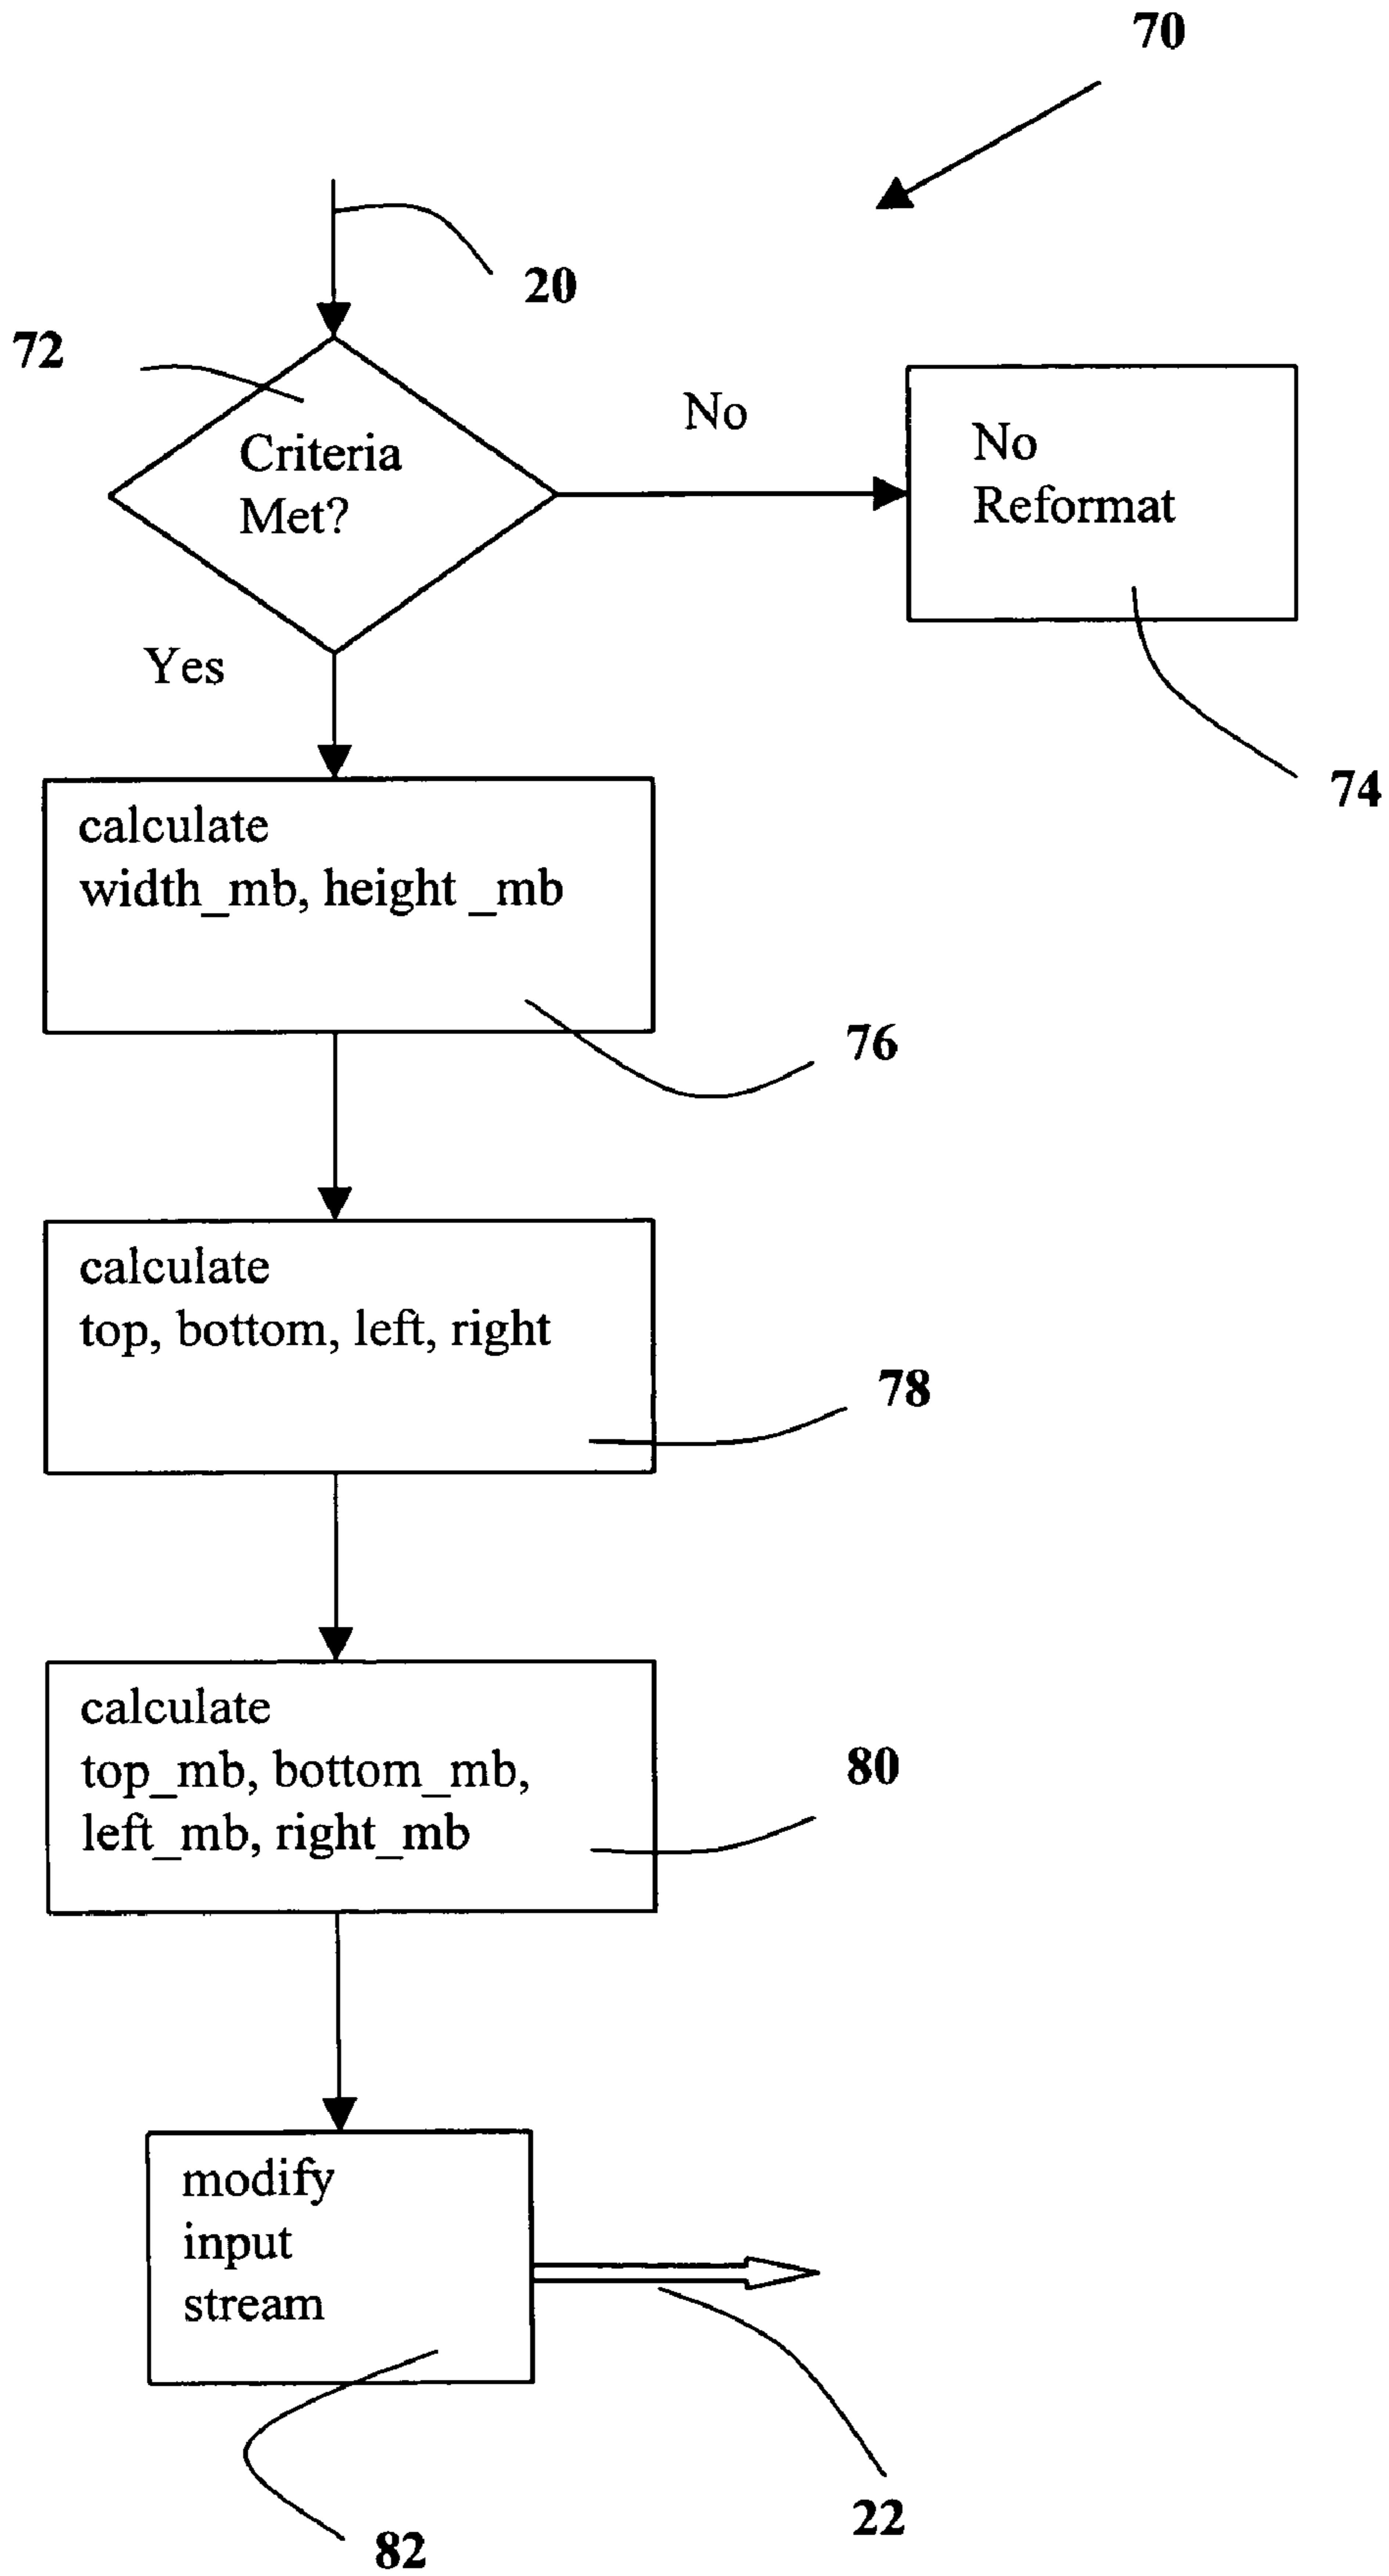 70
20
72
Criteria
Met?
No
No
Reformat
Yes
74
calculate
width_mb, height _mb
76
calculate
top, bottom, left, right
78
calculate
top_mb, bottom_mb,
left_mb, right_mb
80
modify
input
stream
22
82